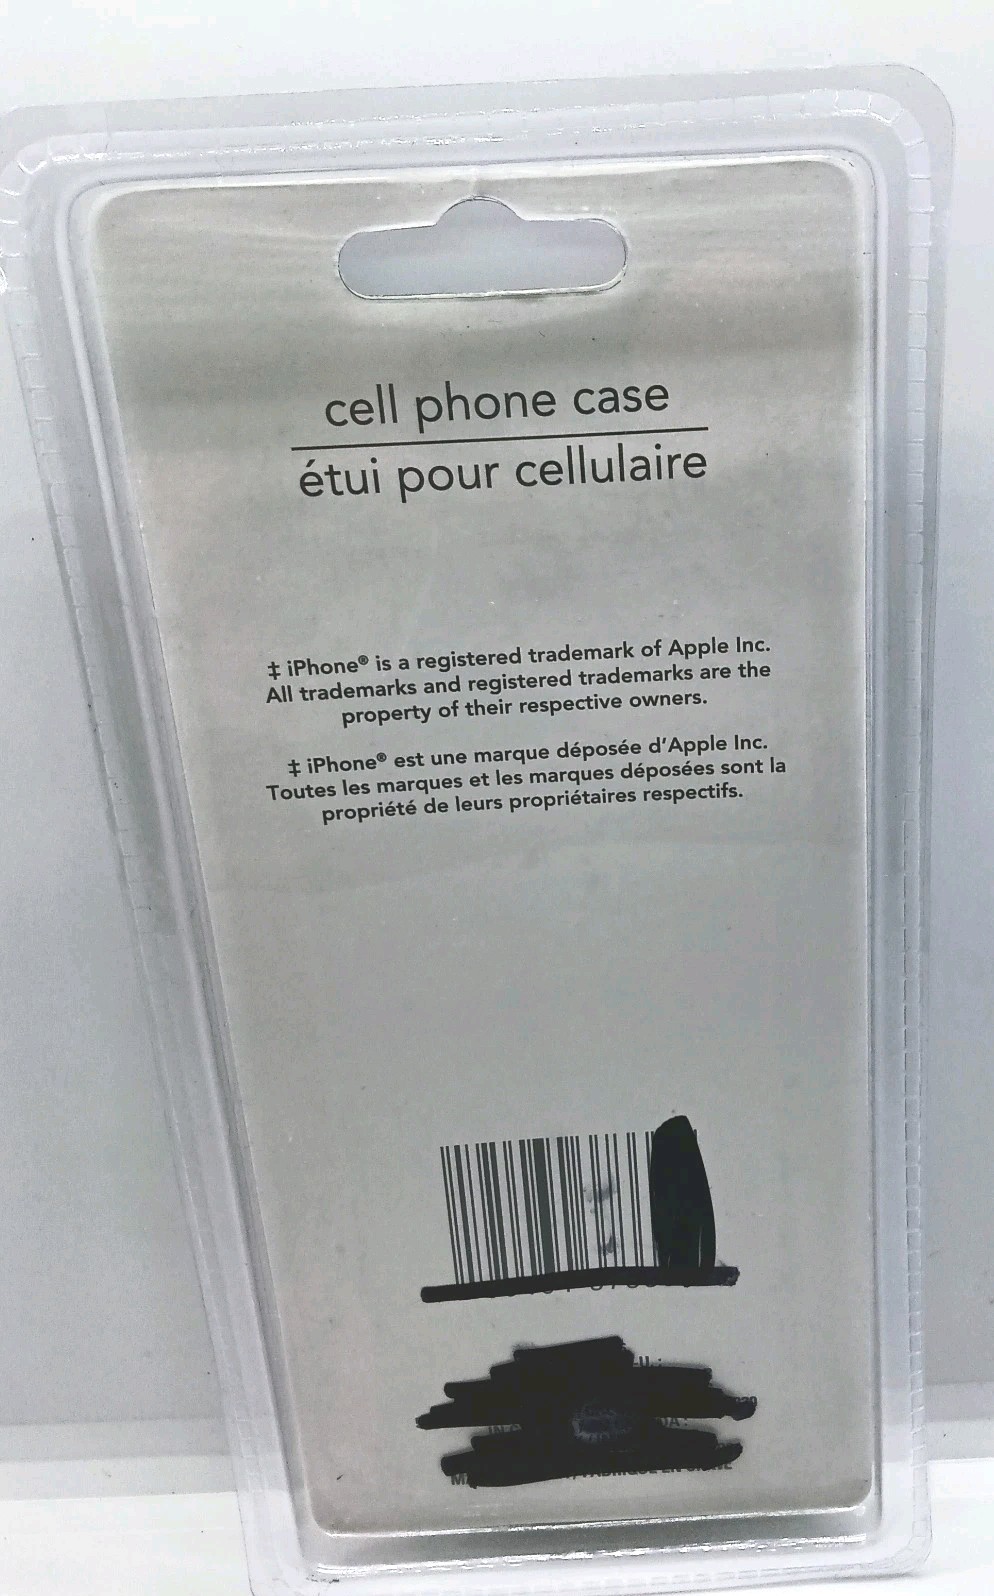 cell phone case
étui pour cellulaire
‡ iPhone® is a registered trademark of Apple Inc.
All trademarks and registered trademarks are the
property of their respective owners.
‡ iPhone® est une marque déposée d'Apple Inc.
Toutes les marques et les marques déposées sont la
propriété de leurs propriétaires respectifs.